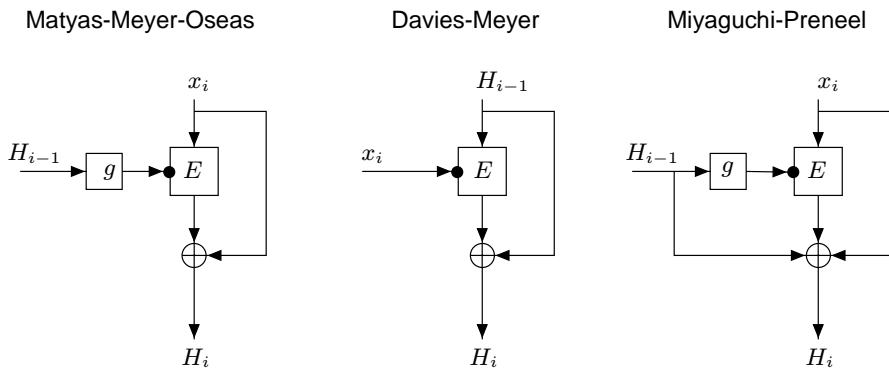 Matyas-Meyer-Oseas
Davies-Meyer
Miyaguchi-Preneel
x_i
H_{i−1}
g
E
H_i
H_{i−1}
x_i
E
H_i
x_i
H_{i−1}
g
E
H_i